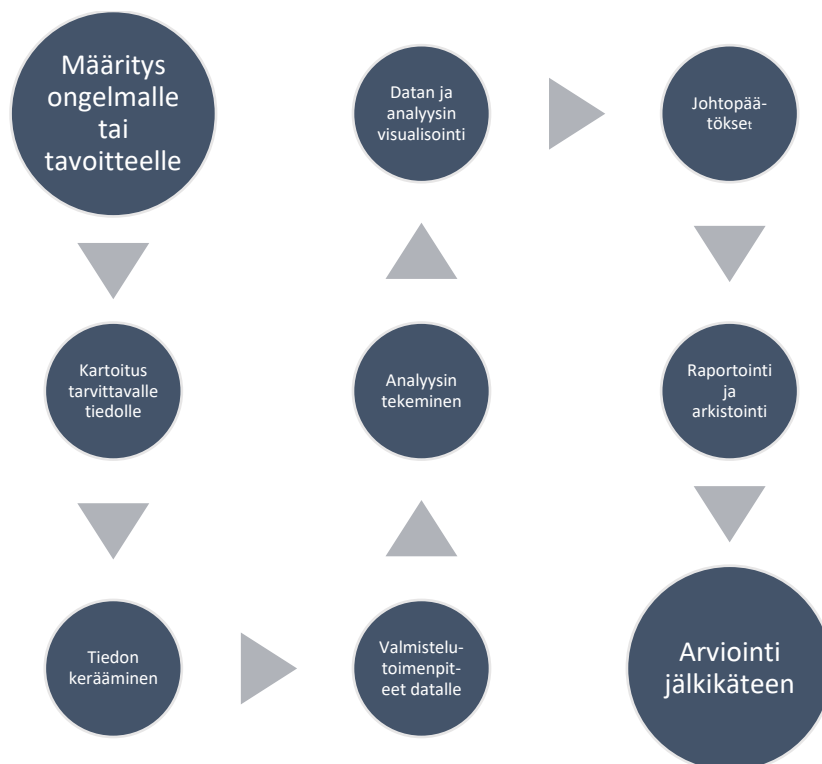 Määritys
ongelmalle
tai
tavoitteelle
Kartoitus
tarvittavalle
tiedolle
Tiedon
kerääminen
Valmistelu-
toimenpit-
eet datalle
Analyysin
tekeminen
Datan ja
analyysin
visualisointi
Johtopää-
tökset
Raportointi
ja
arkistointi
Arviointi
jälkikäteen